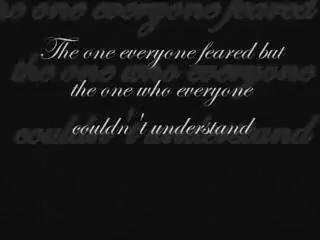 The one everyone feared but
the one who everyone
couldn't understand